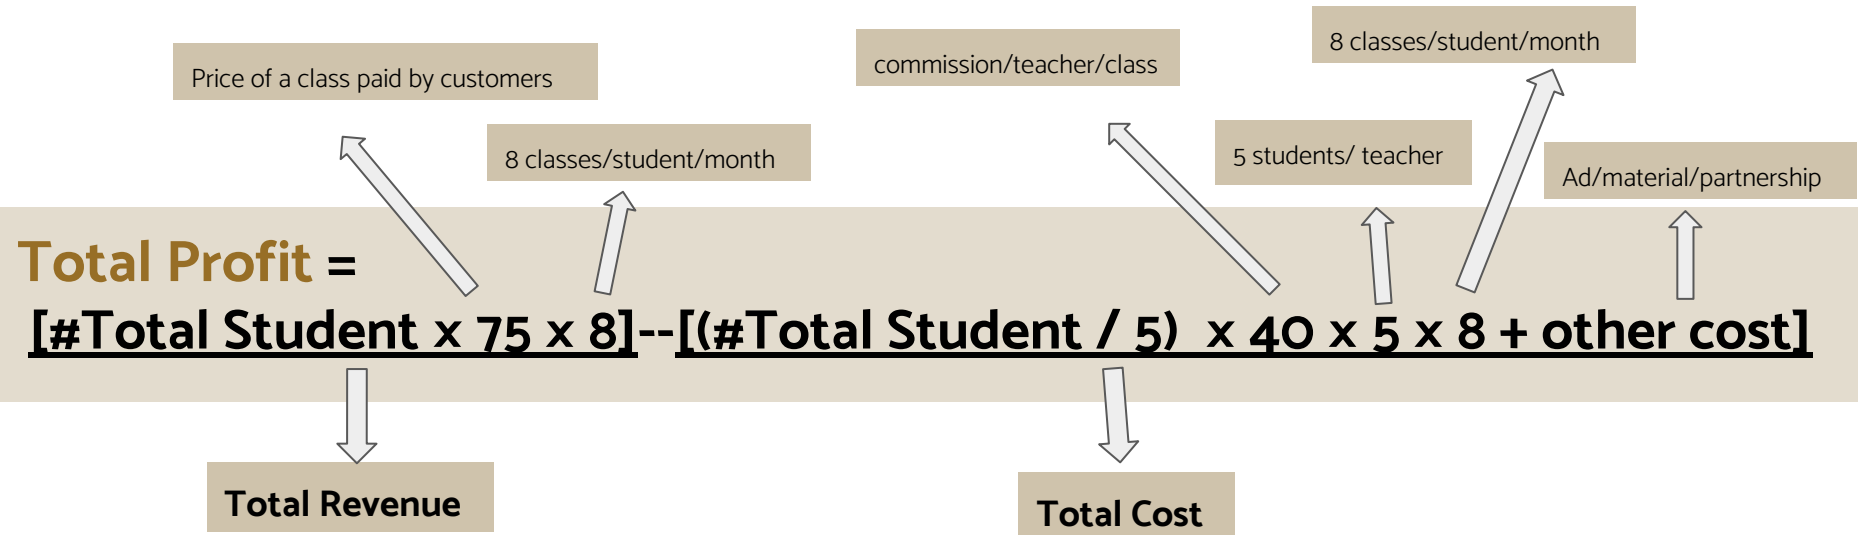 8 classes/student/month
commission/teacher/class
Price of a class paid by customers
5 students/ teacher
8 classes/student/month
Ad/material/partnership
Total Profit =
[#Total Student x 75 x 8]--[(#Total Student / 5) x 40 x 5 x 8 + other cost]
Total Revenue
Total Cost